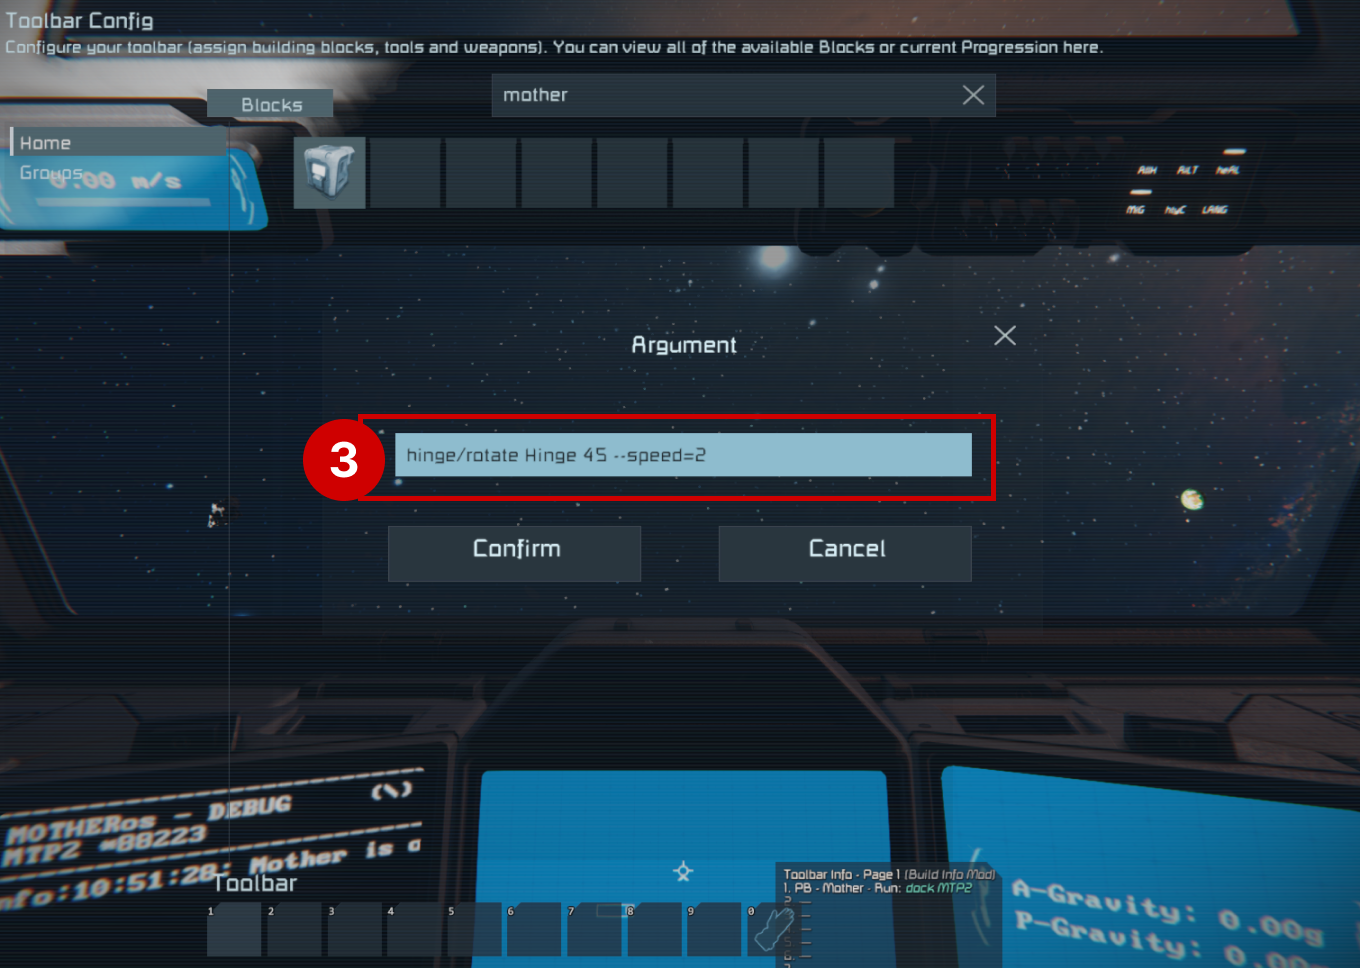 Toolbar Config
Configure your toolbar (assign building blocks, tools and weapons). You can view all of the available Blocks or current Progression here.
Blocks
mother
Home
Groups
0.00 m/s
ALT
LANG
Argument
3
hinge/rotate Hinge 45 --speed=2
Confirm
Cancel
MOTHERos - DEBUG (\)
MTP2
nfo:10:51:28: Mother is
Toolbar
Toolbar Info - Page 1 (Build Info Mod)
1. PB - Mother - Run: dock MTP2
1 2 3 4 5 6 7 8 9 0
A-Gravity: 0.00g
P-Gravity: 0.00